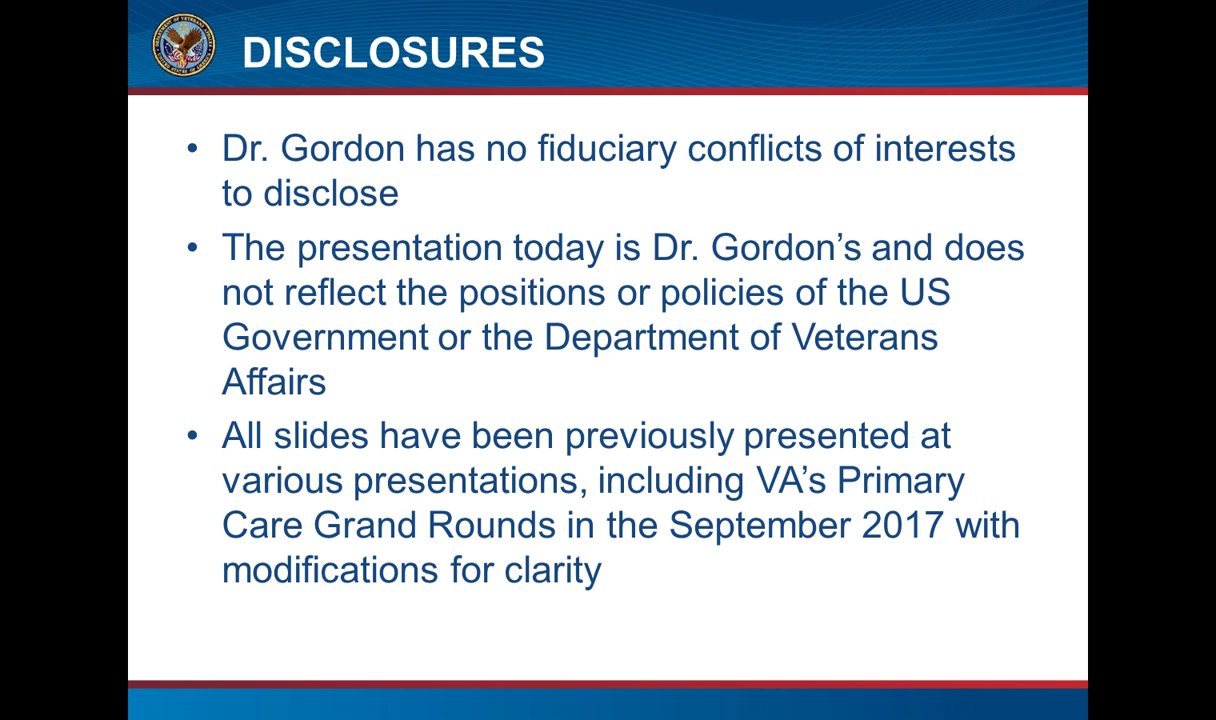 DISCLOSURES
• Dr. Gordon has no fiduciary conflicts of interests
to disclose
• The presentation today is Dr. Gordon’s and does
not reflect the positions or policies of the US
Government or the Department of Veterans
Affairs
• All slides have been previously presented at
various presentations, including VA’s Primary
Care Grand Rounds in the September 2017 with
modifications for clarity